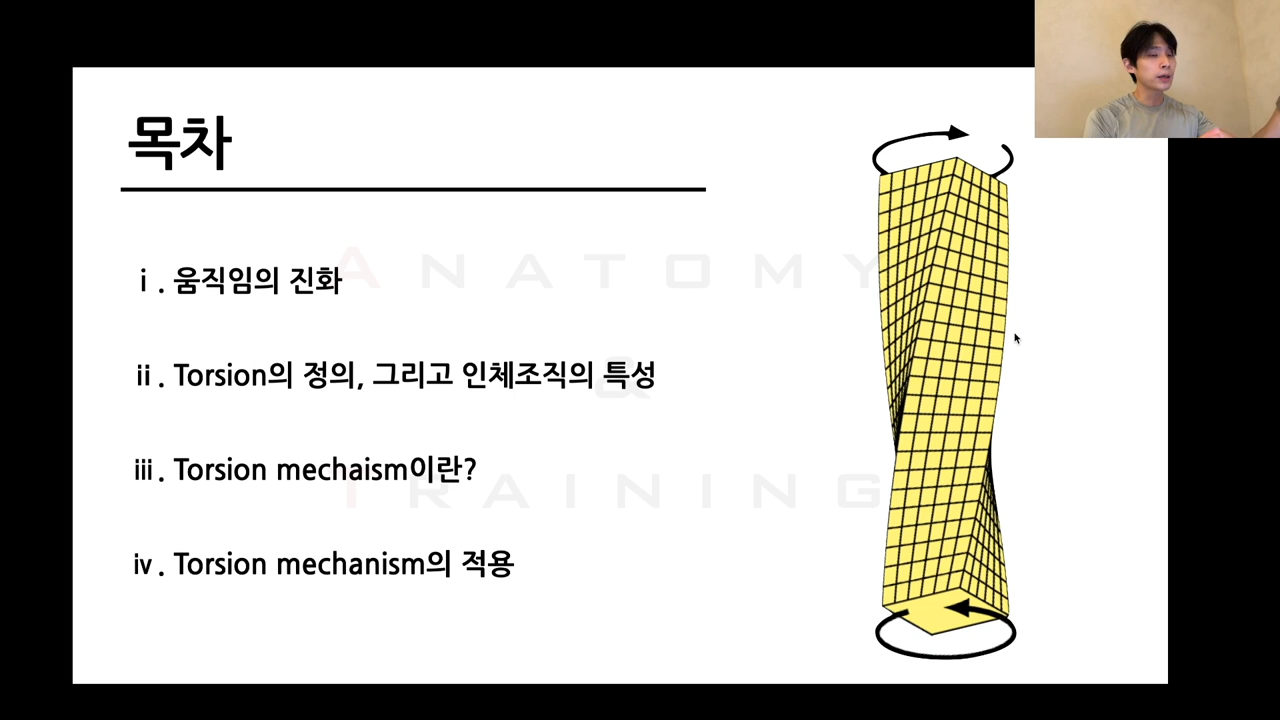 목차
ⅰ. 움직임의 진화
ⅱ. Torsion의 정의, 그리고 인체조직의 특성
ⅲ. Torsion mechaism이란?
ⅳ. Torsion mechanism의 적용
ANATOMY
&
TRAINING